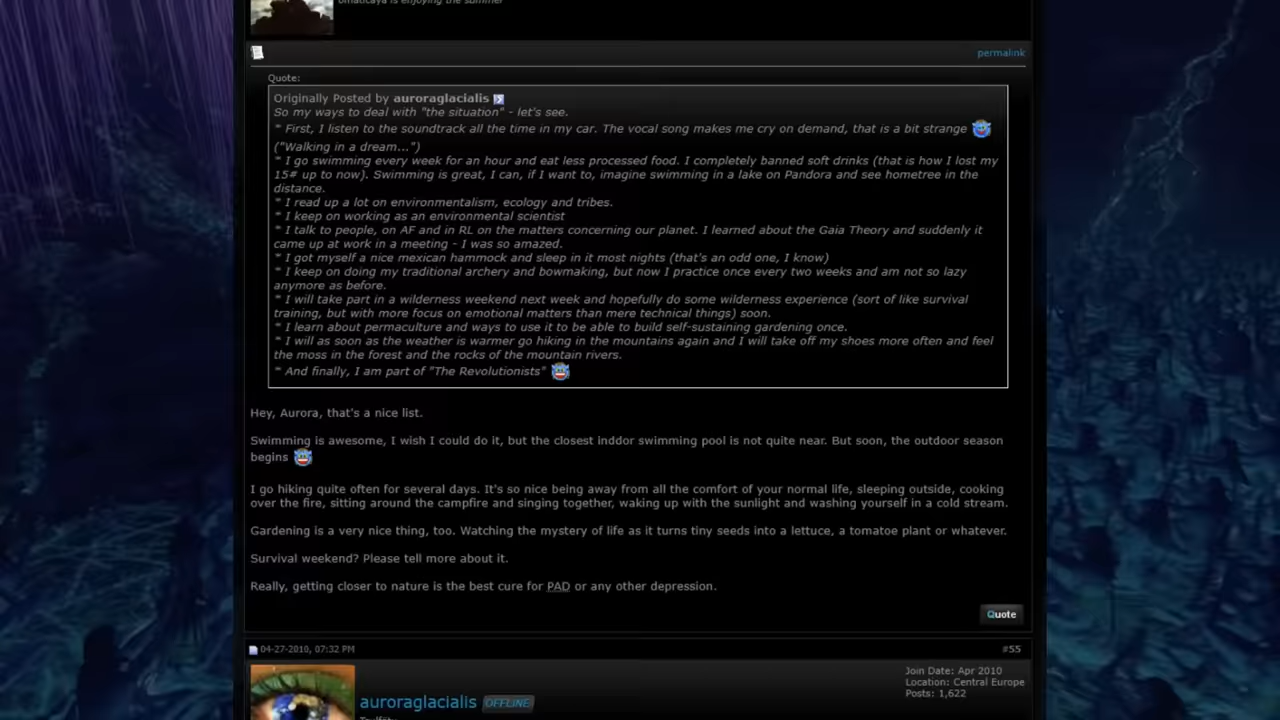 omaticaya is enjoying the summer
permalink
Quote:
Originally Posted by auroraglacialis
So my ways to deal with "the situation" - let's see.
* First, I listen to the soundtrack all the time in my car. The vocal song makes me cry on demand, that is a bit strange
("Walking in a dream...")
* I go swimming every week for an hour and eat less processed food. I completely banned soft drinks (that is how I lost my
15# up to now). Swimming is great, I can, if I want to, imagine swimming in a lake on Pandora and see hometree in the
distance.
* I read up a lot on environmentalism, ecology and tribes.
* I keep on working as an environmental scientist
* I talk to people, on AF and in RL on the matters concerning our planet. I learned about the Gaia Theory and suddenly it
came up at work in a meeting - I was so amazed.
* I got myself a nice mexican hammock and sleep in it most nights (that's an odd one, I know)
* I keep on doing my traditional archery and bowmaking, but now I practice once every two weeks and am not so lazy
anymore as before.
* I will take part in a wilderness weekend next week and hopefully do some wilderness experience (sort of like survival
training, but with more focus on emotional matters than mere technical things) soon.
* I learn about permaculture and ways to use it to be able to build self-sustaining gardening once.
* I will as soon as the weather is warmer go hiking in the mountains again and I will take off my shoes more often and feel
the moss in the forest and the rocks of the mountain rivers.
* And finally, I am part of "The Revolutionists"
Hey, Aurora, that's a nice list.
Swimming is awesome, I wish I could do it, but the closest inddor swimming pool is not quite near. But soon, the outdoor season
begins
I go hiking quite often for several days. It's so nice being away from all the comfort of your normal life, sleeping outside, cooking
over the fire, sitting around the campfire and singing together, waking up with the sunlight and washing yourself in a cold stream.
Gardening is a very nice thing, too. Watching the mystery of life as it turns tiny seeds into a lettuce, a tomatoe plant or whatever.
Survival weekend? Please tell more about it.
Really, getting closer to nature is the best cure for PAD or any other depression.
Quote
04-27-2010, 07:32 PM
#55
auroraglacialis OFFLINE
Join Date: Apr 2010
Location: Central Europe
Posts: 1,622